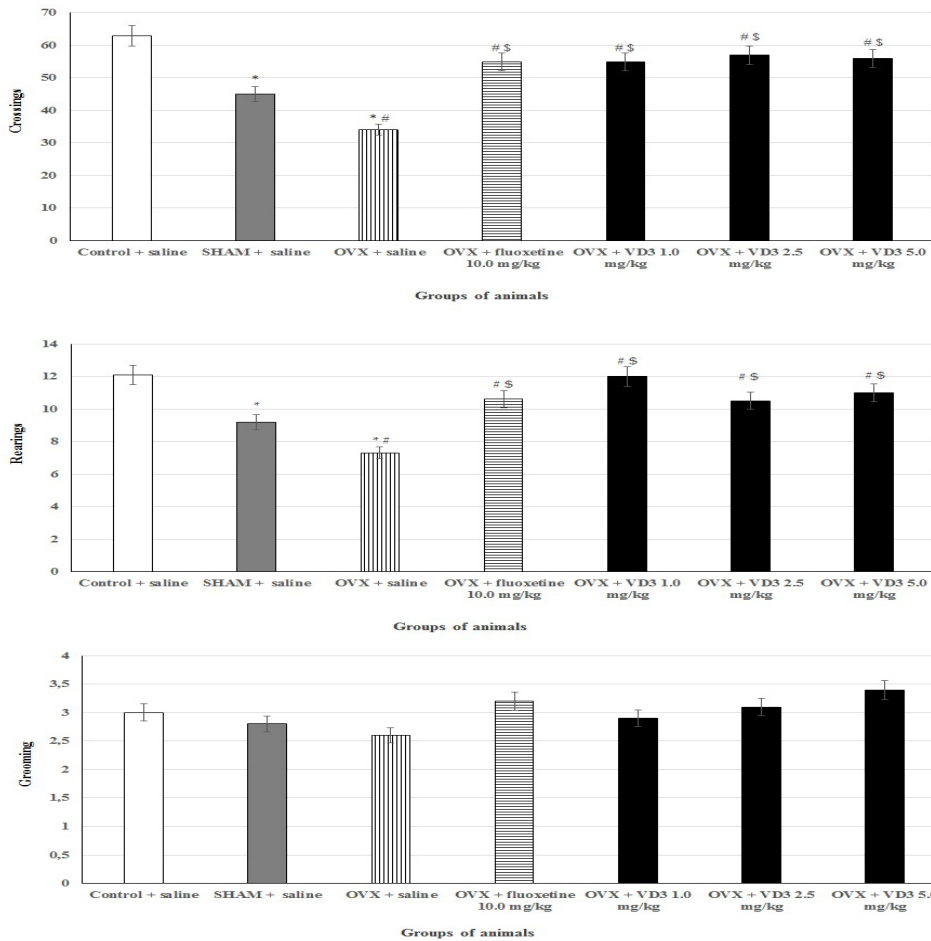 70
60
50
40
30
20
10
0
Crossings
*
* #
# $
# $
# $
# $
Control + saline
SHAM + saline
OVX + saline
OVX + fluoxetine
10.0 mg/kg
OVX + VD3 1.0
mg/kg
OVX + VD3 2.5
mg/kg
OVX + VD3 5.0
mg/kg
Groups of animals
14
12
10
8
6
4
2
0
Rearings
*
* #
# $
# $
# $
# $
Control + saline
SHAM + saline
OVX + saline
OVX + fluoxetine
10.0 mg/kg
OVX + VD3 1.0
mg/kg
OVX + VD3 2.5
mg/kg
OVX + VD3 5.0
mg/kg
Groups of animals
4
3,5
3
2,5
2
1,5
1
0,5
0
Grooming
Control + saline
SHAM + saline
OVX + saline
OVX + fluoxetine
10.0 mg/kg
OVX + VD3 1.0
mg/kg
OVX + VD3 2.5
mg/kg
OVX + VD3 5.0
mg/kg
Groups of animals